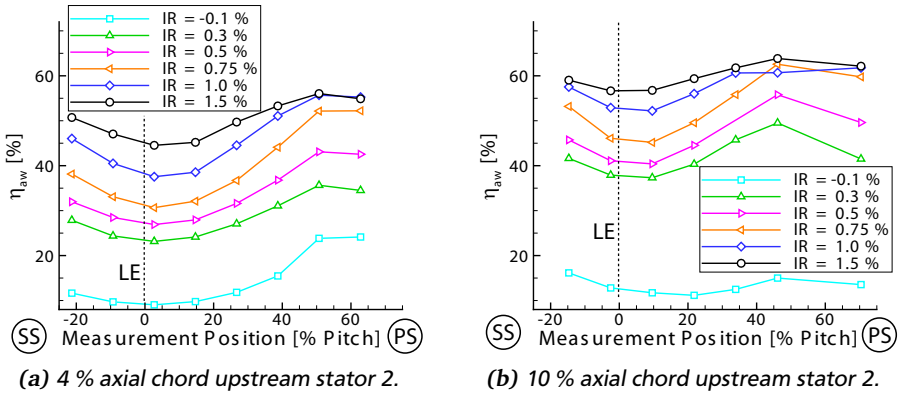 IR = -0.1 %
IR = 0.3 %
IR = 0.5 %
IR = 0.75 %
IR = 1.0 %
IR = 1.5 %
60
40
20
ηaw [%]
LE
-20 0 20 40 60
SS Measurement Position [% Pitch] PS
(a) 4 % axial chord upstream stator 2.
60
40
20
ηaw [%]
IR = -0.1 %
IR = 0.3 %
IR = 0.5 %
IR = 0.75 %
IR = 1.0 %
IR = 1.5 %
LE
-20 0 20 40 60
SS Measurement Position [% Pitch] PS
(b) 10 % axial chord upstream stator 2.